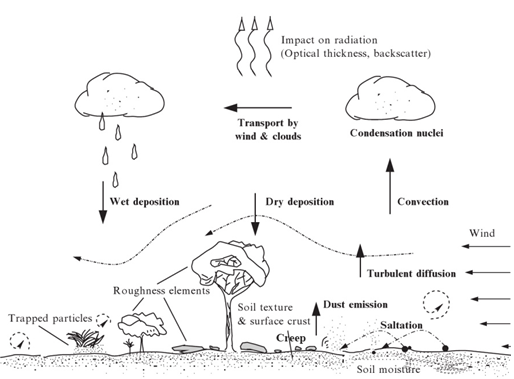 Impact on radiation
(Optical thickness, backscatter)
Transport by
wind & clouds
Condensation nuclei
Wet deposition
Dry deposition
Convection
Wind
Turbulent diffusion
Roughness elements
Soil texture
& surface crust
Dust emission
Trapped particles
Saltation
Creep
Soil moisture